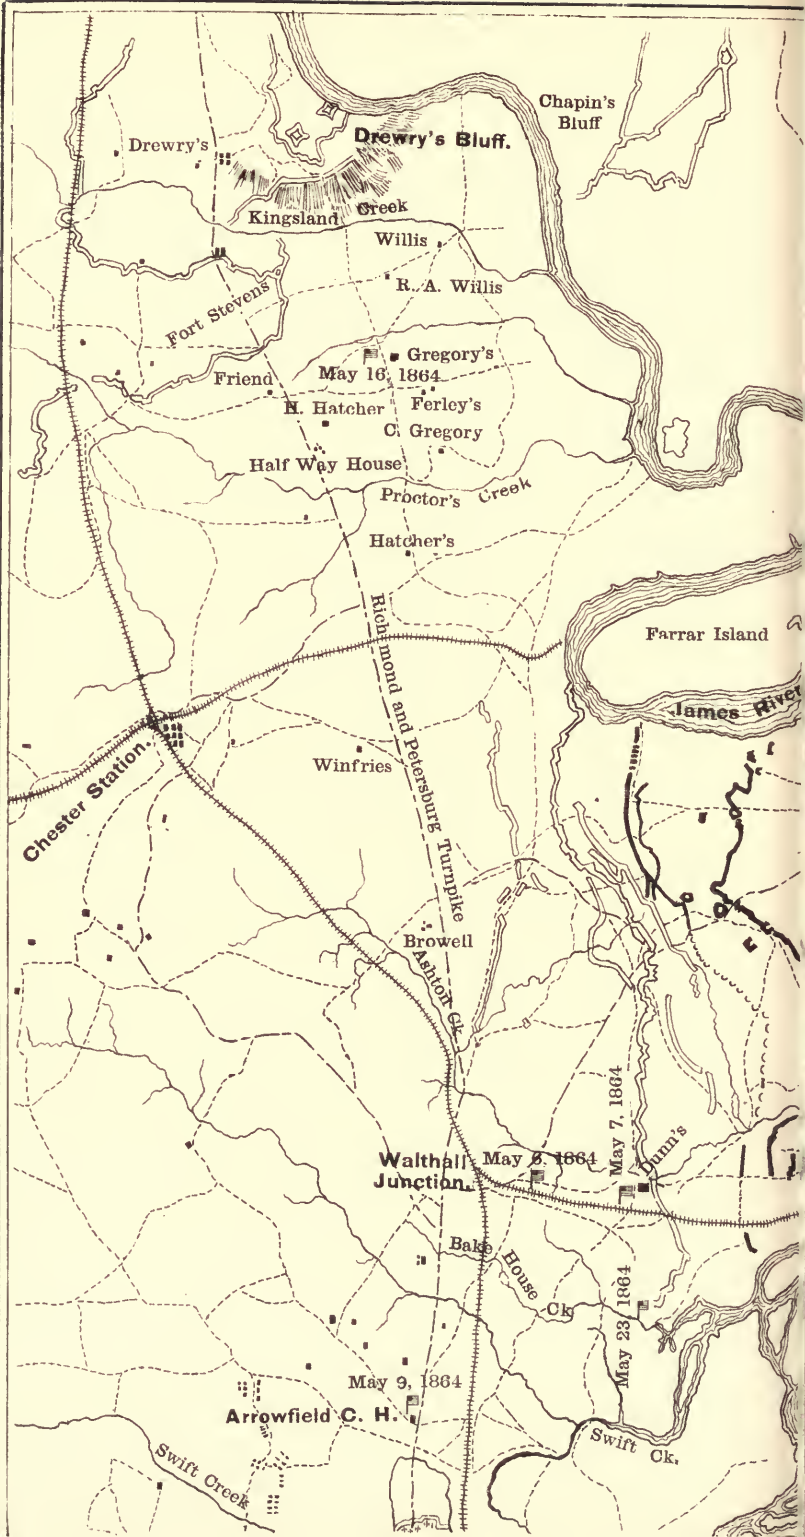 Chapin's
Bluff
Drewry's
Drewry's Bluff.
Kingsland Creek
Willis
R. A. Willis
Fort Stevens
Gregory's
May 16, 1864
Friend
Ferley's
H. Hatcher
C. Gregory
Half Way House
Proctor's Creek
Hatcher's
Richmond and Petersburg Turnpike
Farrar Island
James River
Chester Station.
Winfries
Browell
Ashton Ck.
May 7, 1864
Dunn's
Walthall
Junction.
May 6, 1864
Bake House Ck.
May 23, 1864
May 9, 1864
Arrowfield C. H.
Swift Ck.
Swift Creek